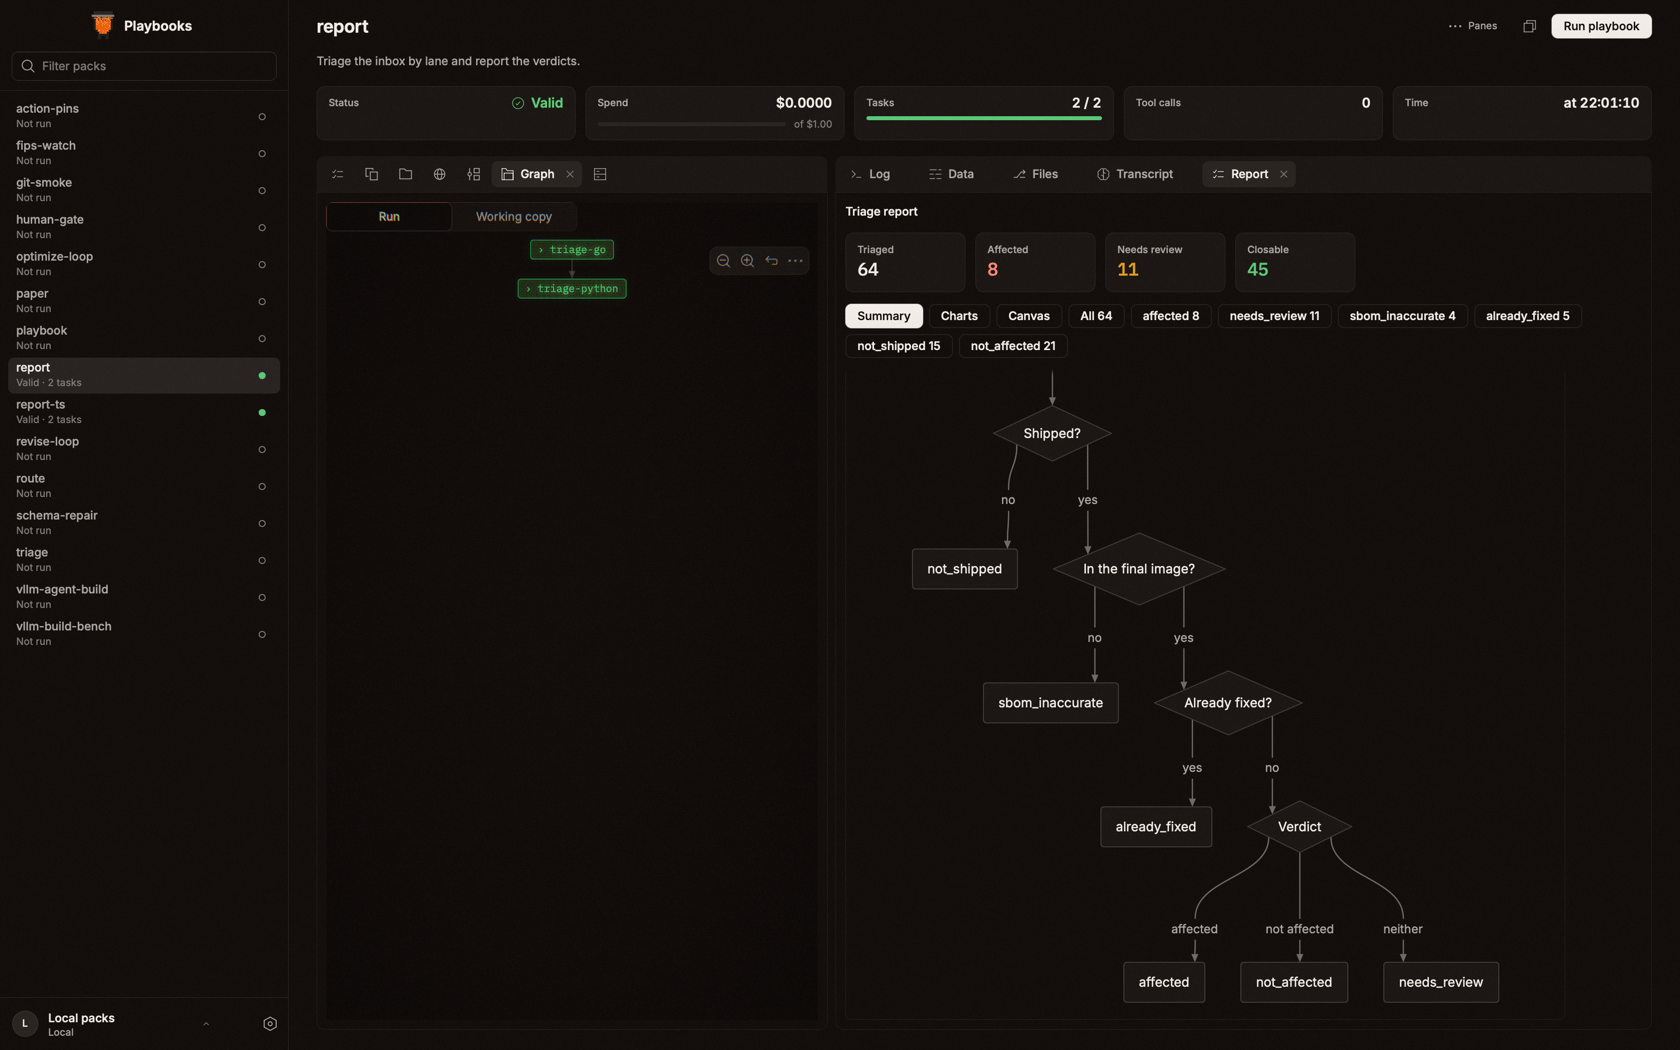 Playbooks
Filter packs
action-pins
Not run
fips-watch
Not run
git-smoke
Not run
human-gate
Not run
optimize-loop
Not run
paper
Not run
playbook
Not run
report
Valid · 2 tasks
report-ts
Valid · 2 tasks
revise-loop
Not run
route
Not run
schema-repair
Not run
triage
Not run
vllm-agent-build
Not run
vllm-build-bench
Not run
L
Local packs
Local
report
Panes
Run playbook
Triage the inbox by lane and report the verdicts.
Status
Valid
Spend
$0.0000
of $1.00
Tasks
2 / 2
Tool calls
0
Time
at 22:01:10
Graph
Run
Working copy
› triage-go
› triage-python
Log
Data
Files
Transcript
Report
Triage report
Triaged
64
Affected
8
Needs review
11
Closable
45
Summary
Charts
Canvas
All 64
affected 8
needs_review 11
sbom_inaccurate 4
already_fixed 5
not_shipped 15
not_affected 21
Shipped?
no
yes
not_shipped
In the final image?
no
yes
sbom_inaccurate
Already fixed?
yes
no
already_fixed
Verdict
affected
not affected
neither
affected
not_affected
needs_review